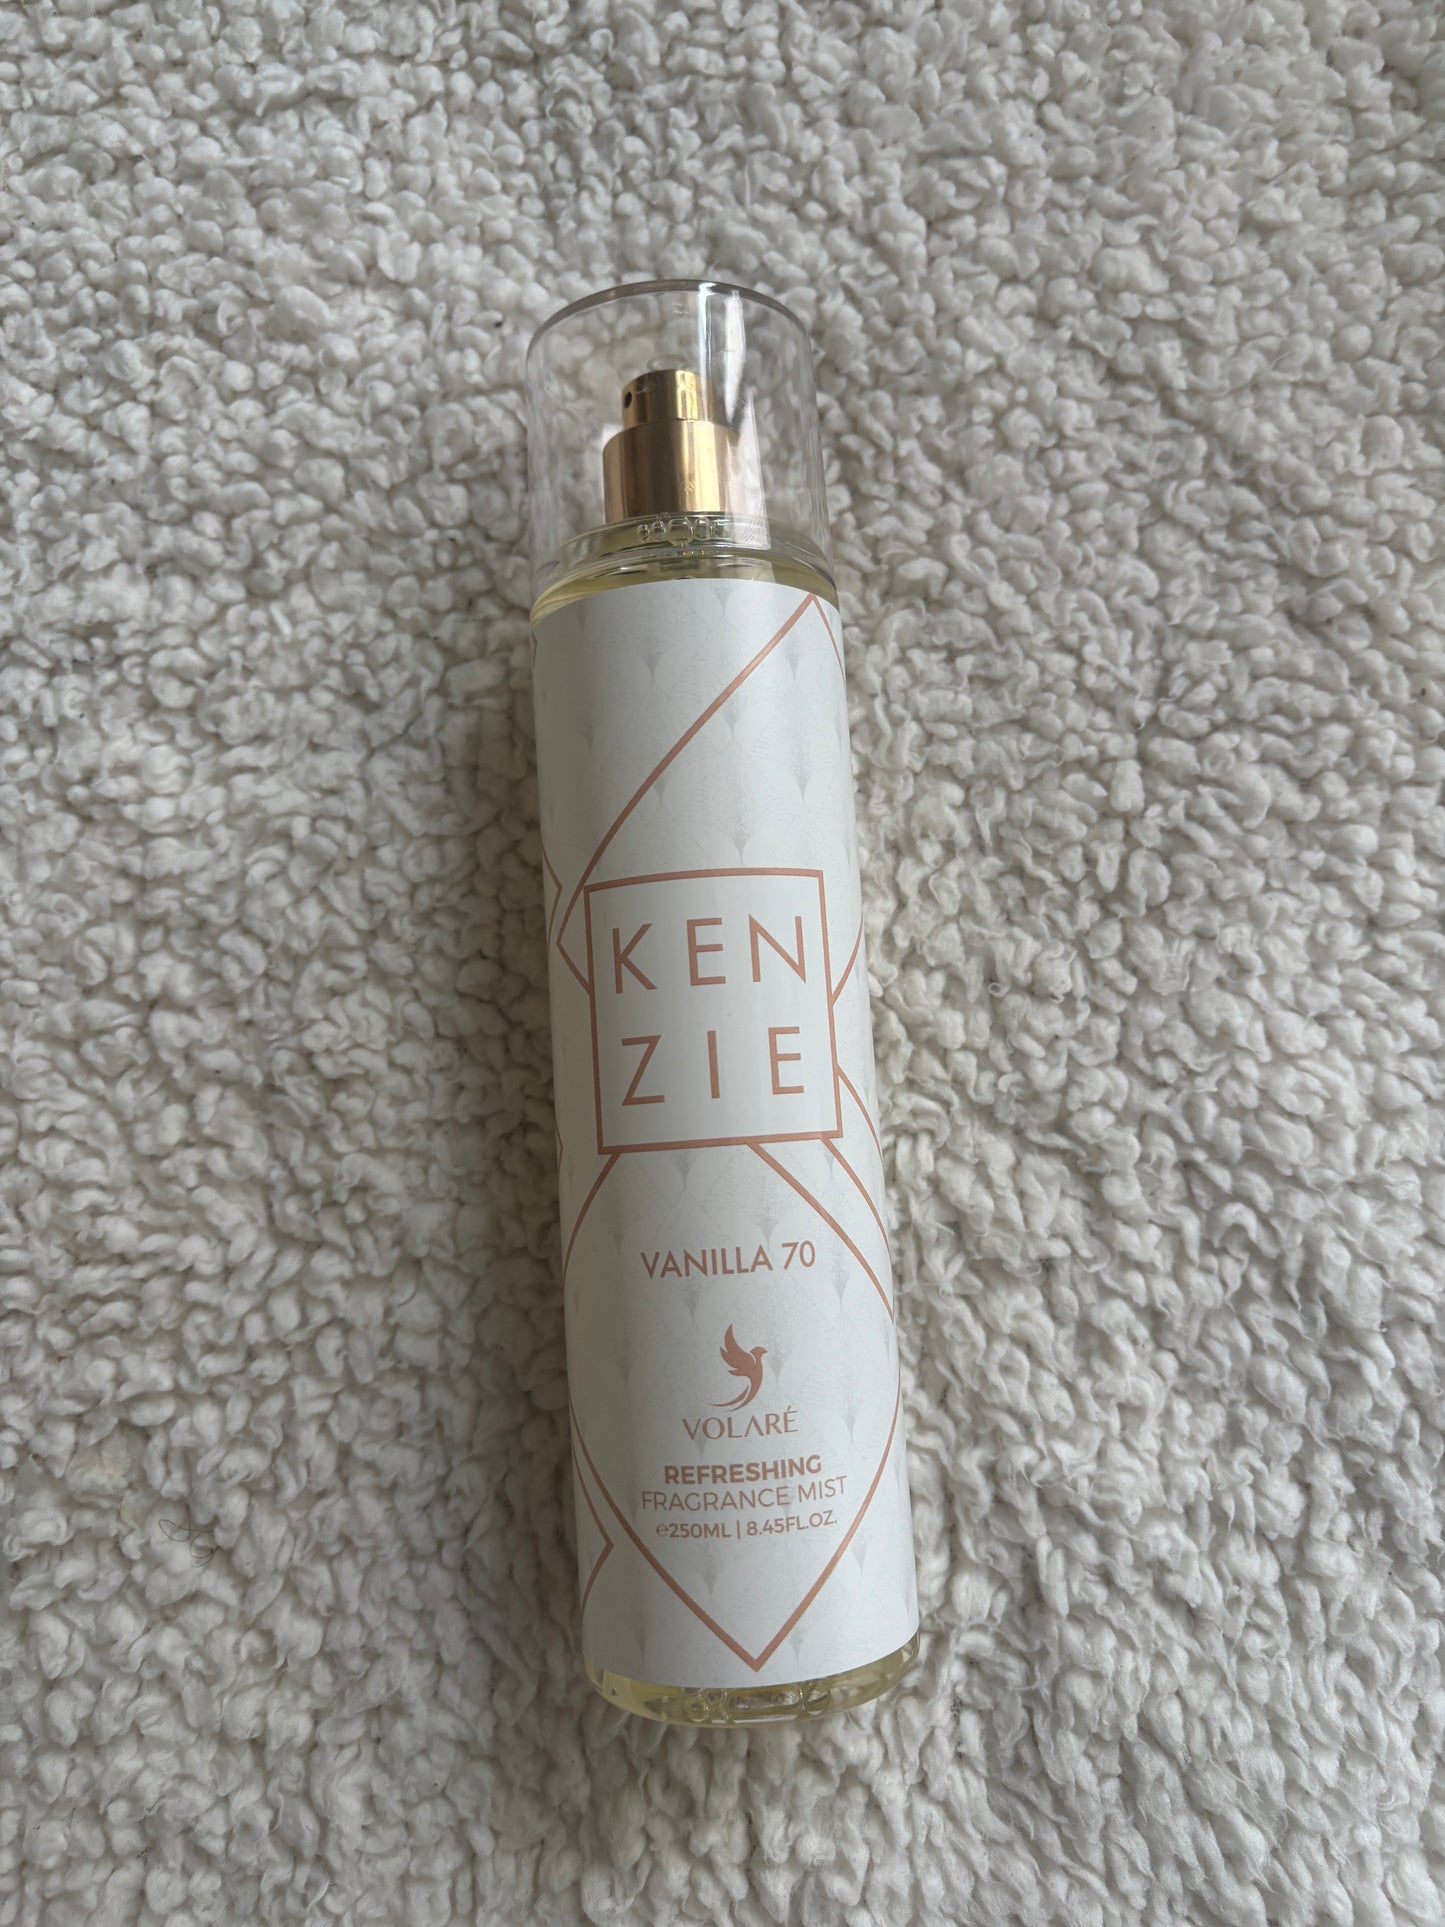 KEN
ZIE
VANILLA 70
VOLARÉ
REFRESHING
FRAGRANCE MIST
℮250ML | 8.45FL.OZ.